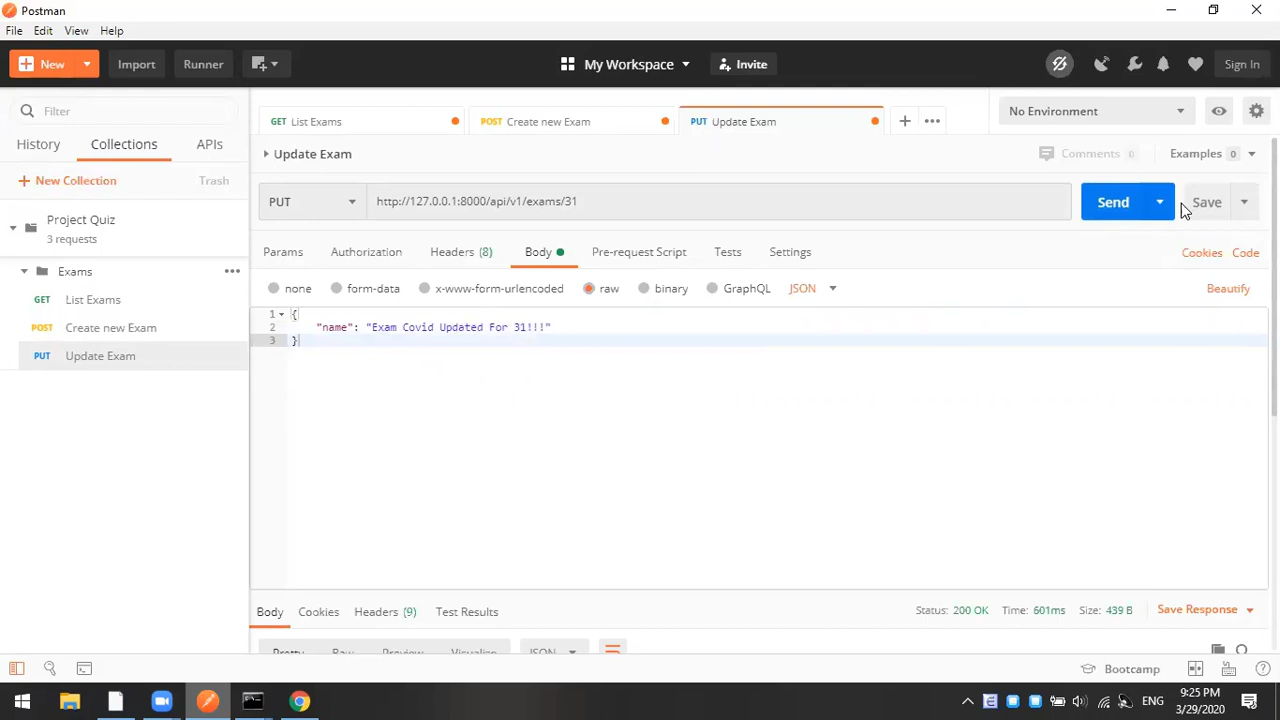 Postman
File Edit View Help
New Import Runner My Workspace Invite Sign In
Filter
History Collections APIs
New Collection Trash
Project Quiz
3 requests
Exams
GET List Exams
POST Create new Exam
PUT Update Exam
GET List Exams POST Create new Exam PUT Update Exam No Environment
Update Exam Comments 0 Examples 0
PUT http://127.0.0.1:8000/api/v1/exams/31 Send Save
Params Authorization Headers (8) Body Pre-request Script Tests Settings Cookies Code
none form-data x-www-form-urlencoded raw binary GraphQL JSON Beautify
1 {
2 "name": "Exam Covid Updated For 31!!!"
3 }
Body Cookies Headers (9) Test Results Status: 200 OK Time: 601ms Size: 439 B Save Response
Pretty Raw Preview Visualize JSON
Bootcamp
ENG 9:25 PM
3/29/2020